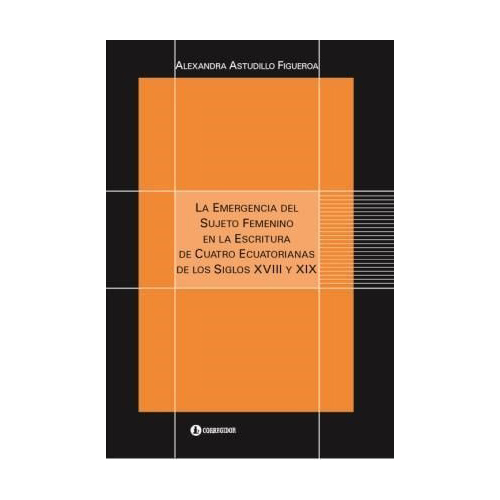 Alexandra Astudillo Figueroa
La Emergencia del
Sujeto Femenino
en la Escritura
de Cuatro Ecuatorianas
de los Siglos XVIII y XIX
CORREGIDOR